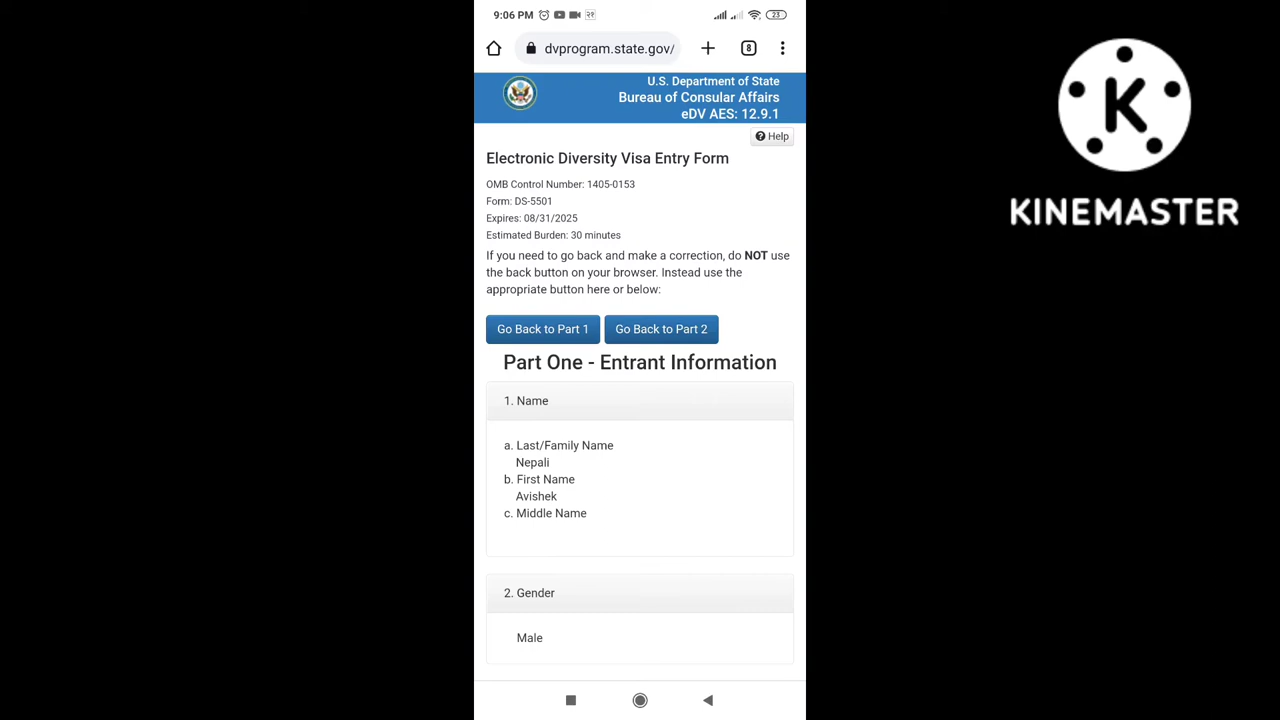 9:06 PM 23
dvprogram.state.gov/ 8
U.S. Department of State
Bureau of Consular Affairs
eDV AES: 12.9.1
Help
Electronic Diversity Visa Entry Form
OMB Control Number: 1405-0153
Form: DS-5501
Expires: 08/31/2025
Estimated Burden: 30 minutes
If you need to go back and make a correction, do NOT use
the back button on your browser. Instead use the
appropriate button here or below:
Go Back to Part 1 Go Back to Part 2
Part One - Entrant Information
1. Name
a. Last/Family Name
Nepali
b. First Name
Avishek
c. Middle Name
2. Gender
Male
K
KINEMASTER